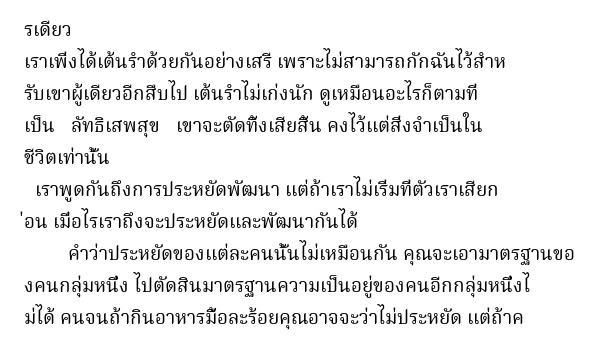 รเดียว
เราเพิ่งได้เต้นรำด้วยกันอย่างเสรี เพราะไม่สามารถกักฉันไว้สำห
รับเขาผู้เดียวอีกสืบไป เต้นรำไม่เก่งนัก ดูเหมือนอะไรก็ตามที่
เป็น ลัทธิเสพสุข เขาจะตัดทิ้งเสียสิ้น คงไว้แต่สิ่งจำเป็นใน
ชีวิตเท่านั้น
เราพูดกันถึงการประหยัดพัฒนา แต่ถ้าเราไม่เริ่มที่ตัวเราเสียก
่อน เมื่อไรเราถึงจะประหยัดและพัฒนากันได้
คำว่าประหยัดของแต่ละคนนั้นไม่เหมือนกัน คุณจะเอามาตรฐานขอ
งคนกลุ่มหนึ่ง ไปตัดสินมาตรฐานความเป็นอยู่ของคนอีกกลุ่มหนึ่งไ
ม่ได้ คนจนถ้ากินอาหารมื้อละร้อยคุณอาจจะว่าไม่ประหยัด แต่ถ้าค